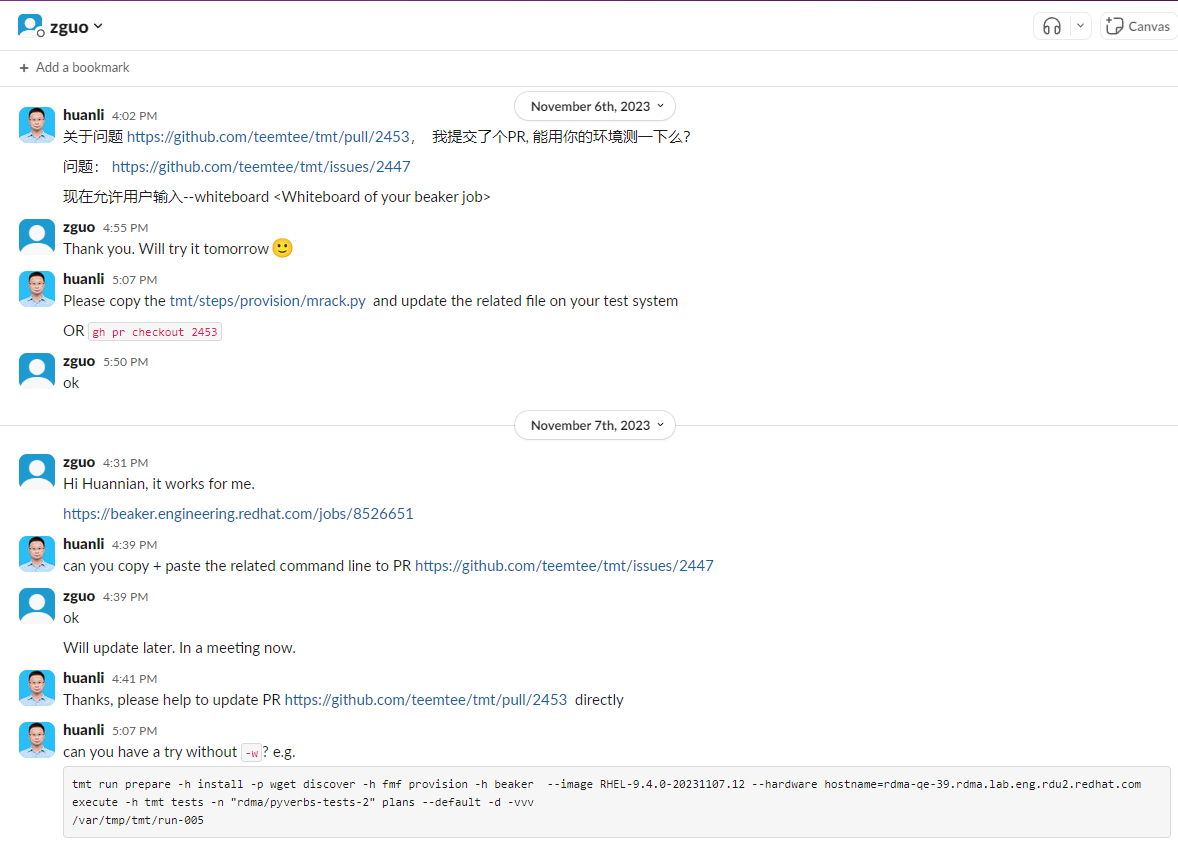 zguo
Canvas
+ Add a bookmark
November 6th, 2023
huanli 4:02 PM
关于问题 https://github.com/teemtee/tmt/pull/2453， 我提交了个PR, 能用你的环境测一下么?
问题： https://github.com/teemtee/tmt/issues/2447
现在允许用户输入--whiteboard <Whiteboard of your beaker job>
zguo 4:55 PM
Thank you. Will try it tomorrow 🙂
huanli 5:07 PM
Please copy the tmt/steps/provision/mrack.py and update the related file on your test system
OR gh pr checkout 2453
zguo 5:50 PM
ok
November 7th, 2023
zguo 4:31 PM
Hi Huannian, it works for me.
https://beaker.engineering.redhat.com/jobs/8526651
huanli 4:39 PM
can you copy + paste the related command line to PR https://github.com/teemtee/tmt/issues/2447
zguo 4:39 PM
ok
Will update later. In a meeting now.
huanli 4:41 PM
Thanks, please help to update PR https://github.com/teemtee/tmt/pull/2453 directly
huanli 5:07 PM
can you have a try without -w? e.g.
tmt run prepare -h install -p wget discover -h fmf provision -h beaker --image RHEL-9.4.0-20231107.12 --hardware hostname=rdma-qe-39.rdma.lab.eng.rdu2.redhat.com
execute -h tmt tests -n "rdma/pyverbs-tests-2" plans --default -d -vvv
/var/tmp/tmt/run-005